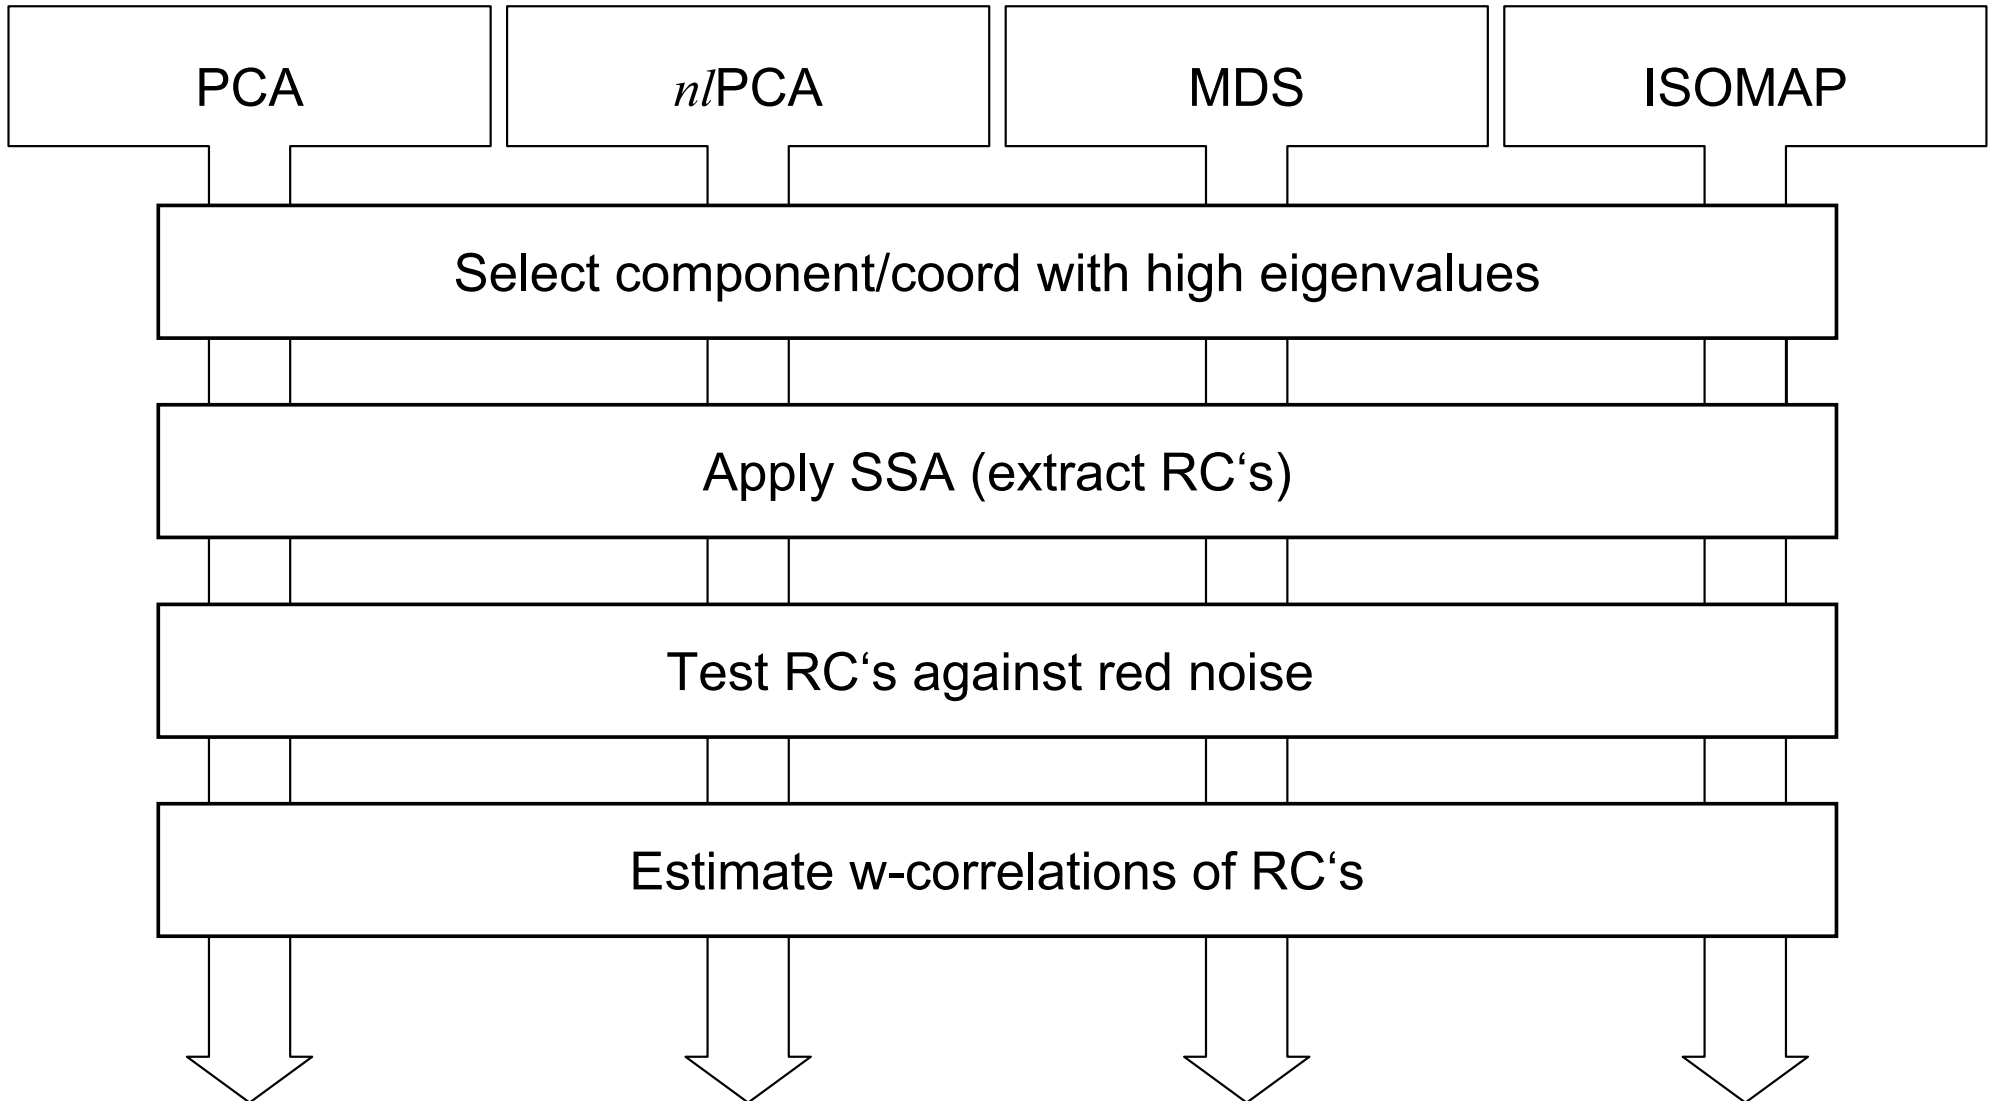 PCA
nlPCA
MDS
ISOMAP
Select component/coord with high eigenvalues
Apply SSA (extract RC‘s)
Test RC‘s against red noise
Estimate w-correlations of RC‘s